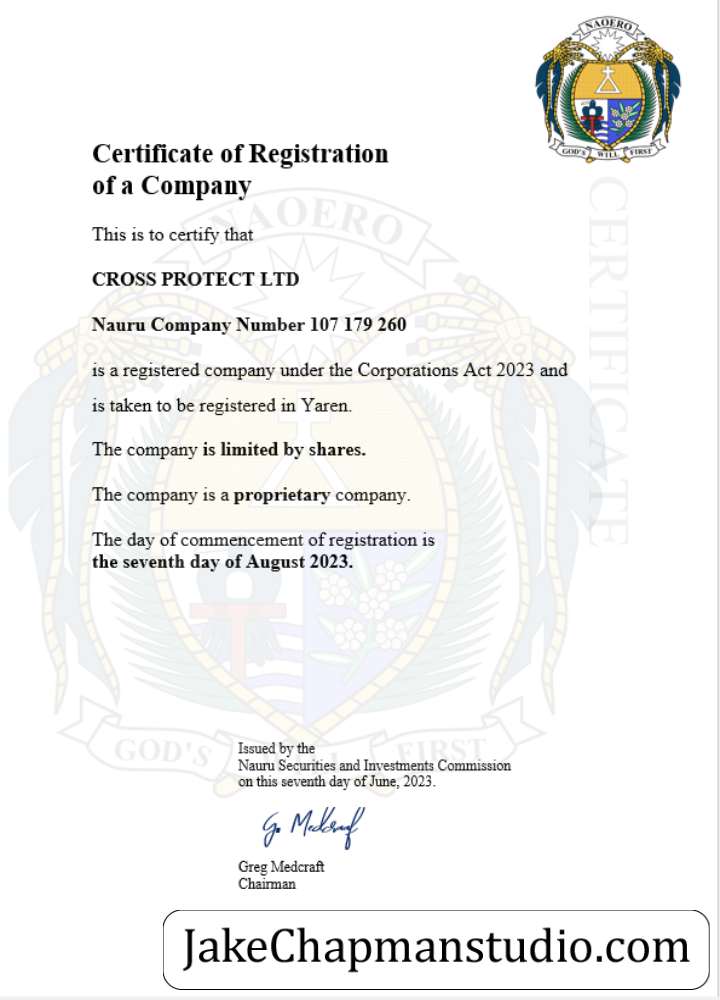 NAOERO
GOD'S WILL FIRST
CERTIFICATE
Certificate of Registration
of a Company
This is to certify that
NAOERO
CROSS PROTECT LTD
Nauru Company Number 107 179 260
is a registered company under the Corporations Act 2023 and
is taken to be registered in Yaren.
The company is limited by shares.
The company is a proprietary company.
The day of commencement of registration is
the seventh day of August 2023.
GOD'S WILL FIRST
Issued by the
Nauru Securities and Investments Commission
on this seventh day of June, 2023.
G. Medcraft
Greg Medcraft
Chairman
JakeChapmanstudio.com